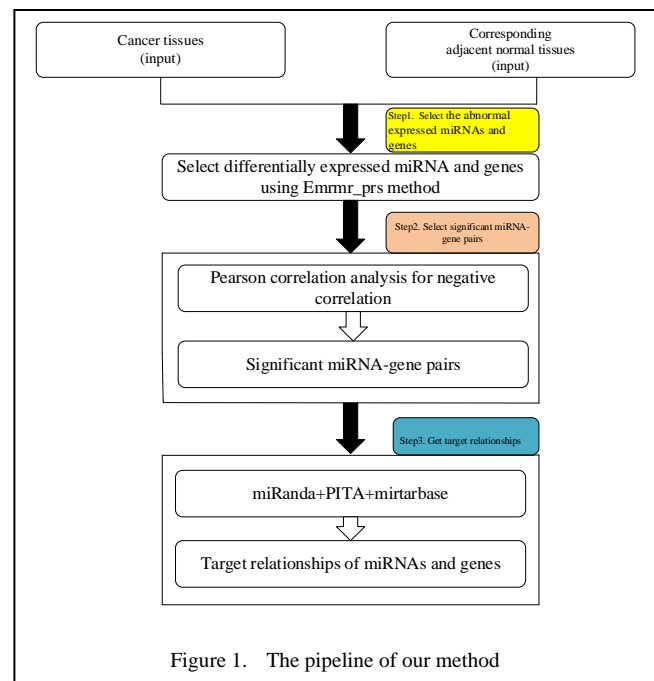 Cancer tissues
(input)
Corresponding
adjacent normal tissues
(input)
Step1. Select the abnormal
expressed miRNAs and
genes
Select differentially expressed miRNA and genes
using Emrmr_prs method
Step2. Select significant miRNA-
gene pairs
Pearson correlation analysis for negative
correlation
Significant miRNA-gene pairs
Step3. Get target relationships
miRanda+PITA+mirtarbase
Target relationships of miRNAs and genes
Figure 1. The pipeline of our method